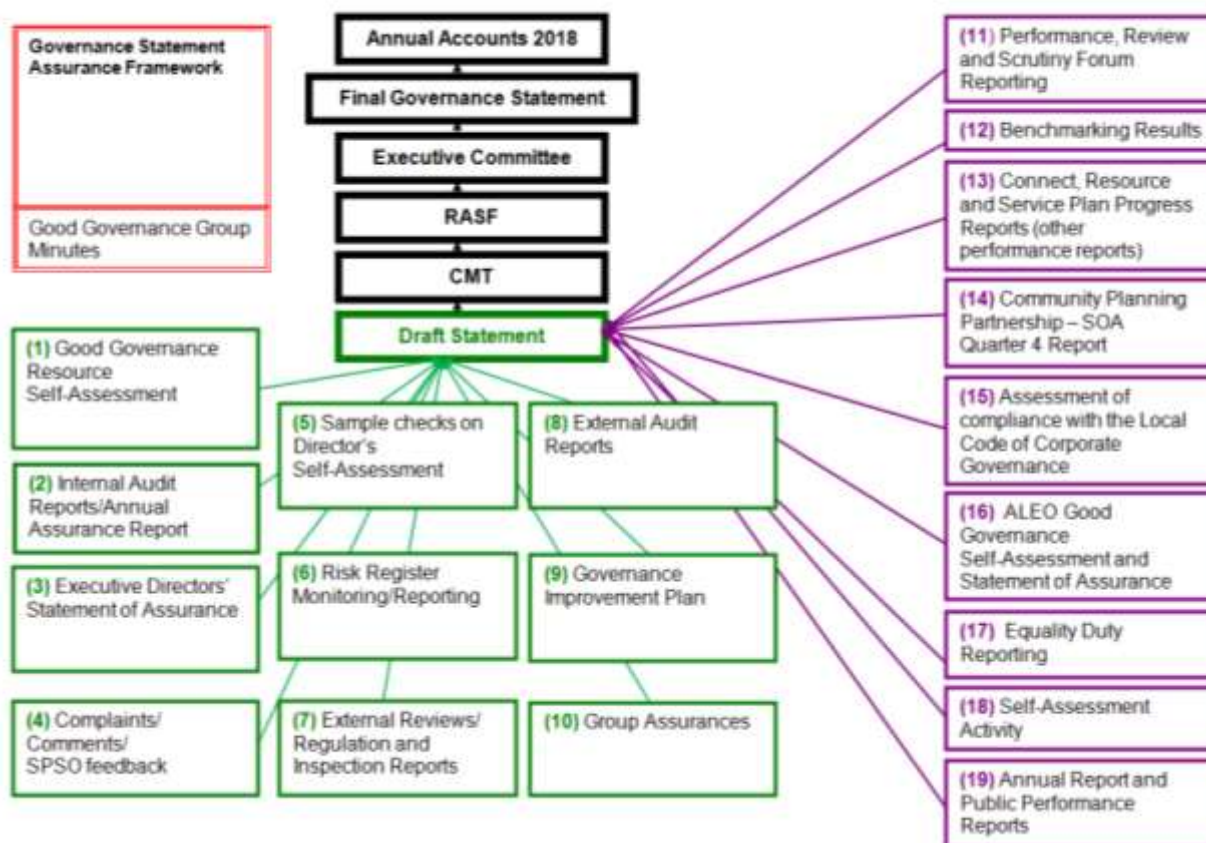 Governance Statement
Assurance Framework
Good Governance Group
Minutes
Annual Accounts 2018
Final Governance Statement
Executive Committee
RASF
CMT
Draft Statement
(1) Good Governance
Resource
Self-Assessment
(2) Internal Audit
Reports/Annual
Assurance Report
(3) Executive Directors'
Statement of Assurance
(4) Complaints/
Comments/
SPSO feedback
(5) Sample checks on
Director's
Self-Assessment
(6) Risk Register
Monitoring/Reporting
(7) External Reviews/
Regulation and
Inspection Reports
(8) External Audit
Reports
(9) Governance
Improvement Plan
(10) Group Assurances
(11) Performance, Review
and Scrutiny Forum
Reporting
(12) Benchmarking Results
(13) Connect, Resource
and Service Plan Progress
Reports (other
performance reports)
(14) Community Planning
Partnership – SOA
Quarter 4 Report
(15) Assessment of
compliance with the Local
Code of Corporate
Governance
(16) ALEO Good
Governance
Self-Assessment and
Statement of Assurance
(17) Equality Duty
Reporting
(18) Self-Assessment
Activity
(19) Annual Report and
Public Performance
Reports